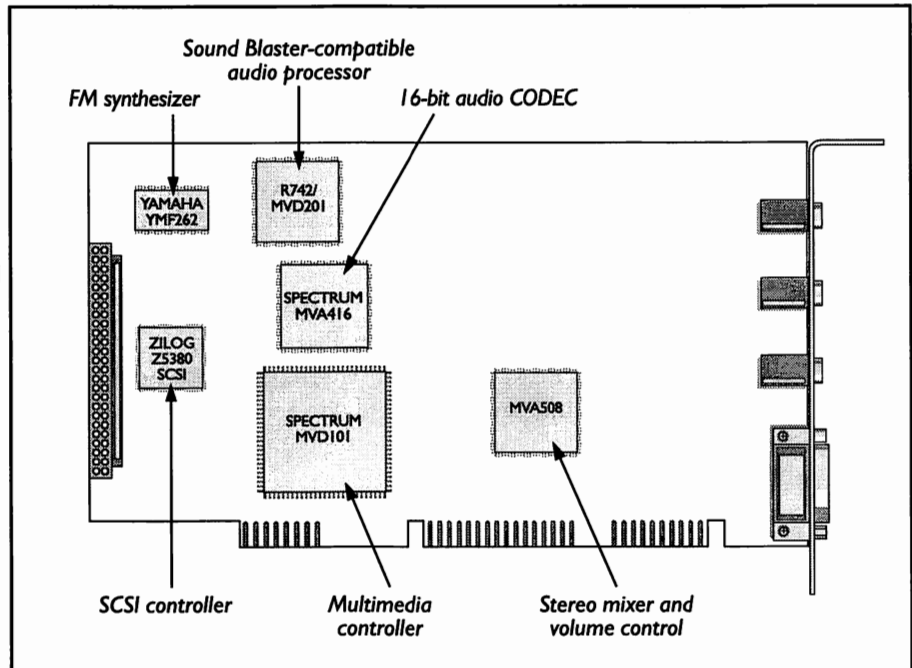 Sound Blaster-compatible
audio processor
FM synthesizer
16-bit audio CODEC
YAMAHA
YMF262
R742/
MVD201
SPECTRUM
MVA416
ZILOG
Z5380
SCSI
SPECTRUM
MVD101
MVA508
SCSI controller
Multimedia
controller
Stereo mixer and
volume control